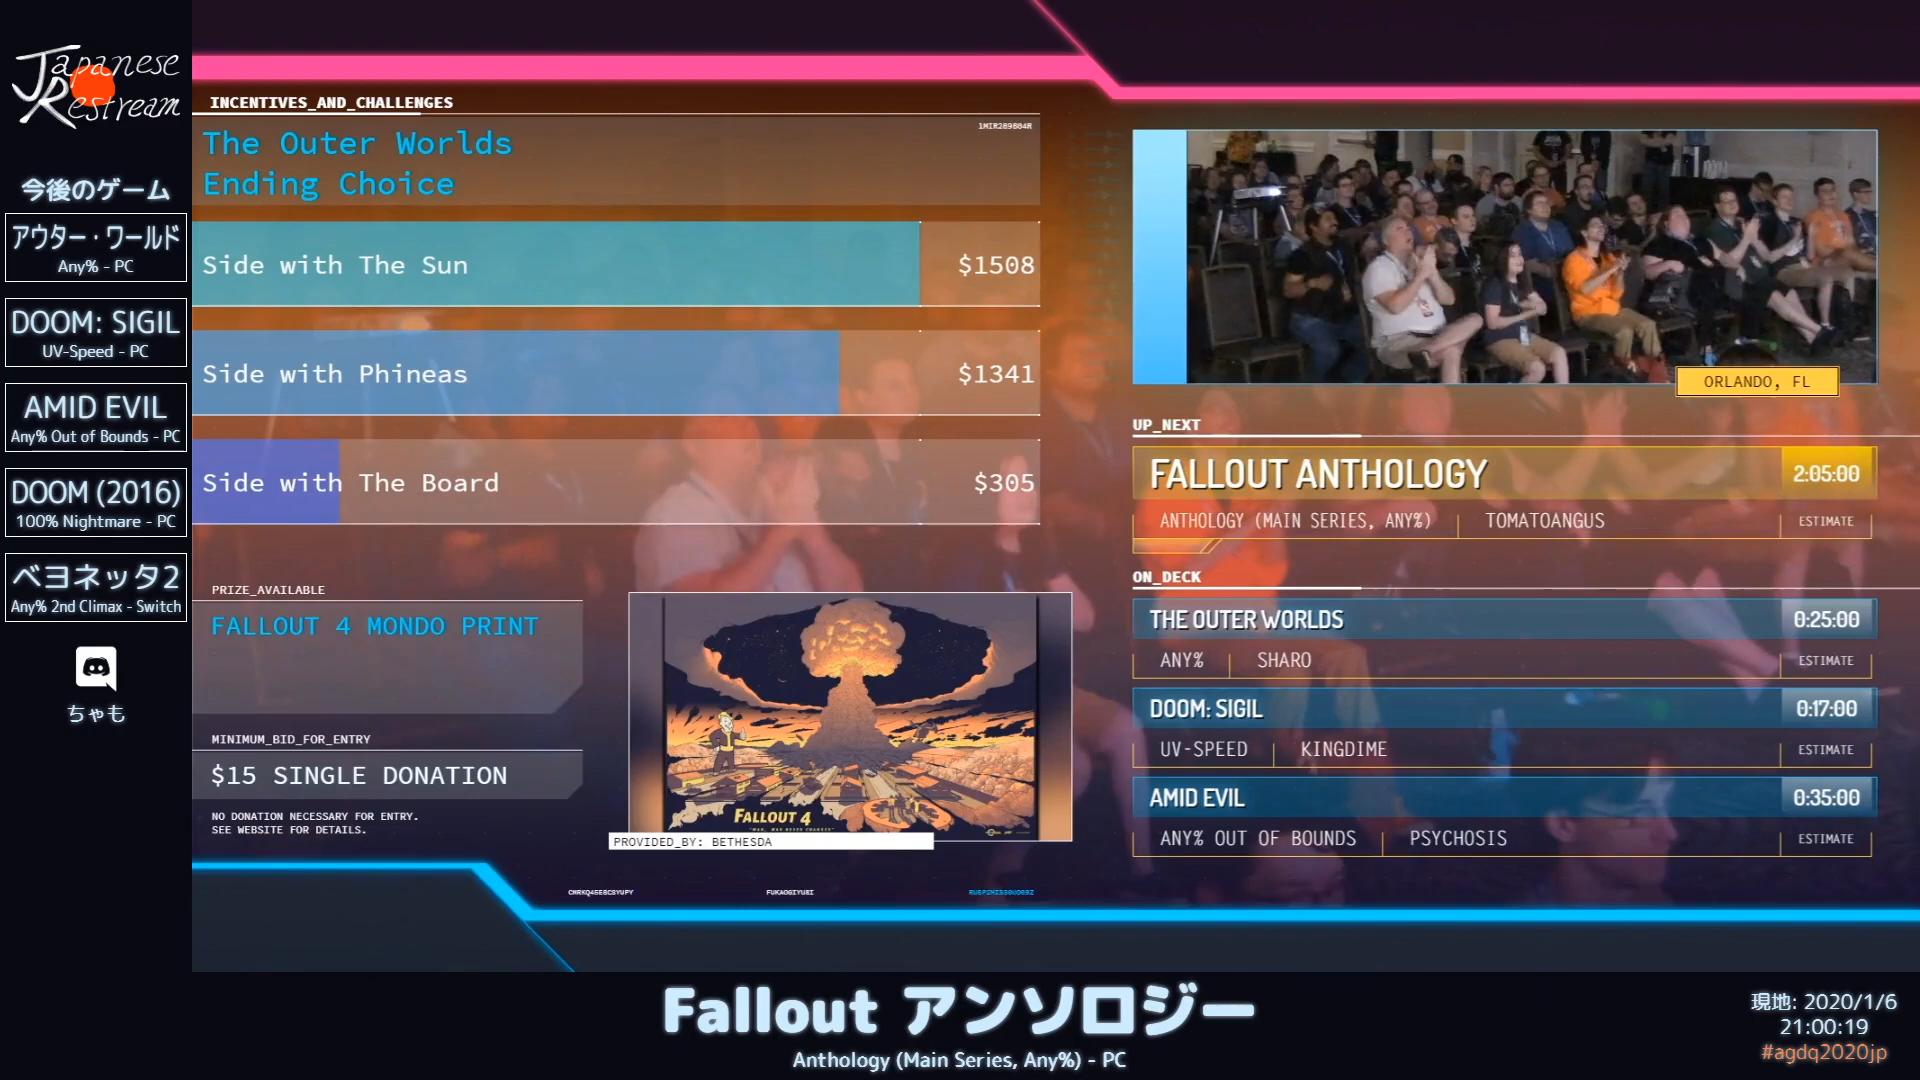 Japanese
Restream
今後のゲーム
アウター・ワールド
Any% - PC
DOOM: SIGIL
UV-Speed - PC
AMID EVIL
Any% Out of Bounds - PC
DOOM (2016)
100% Nightmare - PC
ベヨネッタ2
Any% 2nd Climax - Switch
ちゃも
INCENTIVES_AND_CHALLENGES
The Outer Worlds
Ending Choice
Side with The Sun $1508
Side with Phineas $1341
Side with The Board $305
PRIZE_AVAILABLE
FALLOUT 4 MONDO PRINT
MINIMUM_BID_FOR_ENTRY
$15 SINGLE DONATION
NO DONATION NECESSARY FOR ENTRY.
SEE WEBSITE FOR DETAILS.
FALLOUT 4
PROVIDED_BY: BETHESDA
ORLANDO, FL
UP_NEXT
FALLOUT ANTHOLOGY 2:05:00
ANTHOLOGY (MAIN SERIES, ANY%) TOMATOANGUS ESTIMATE
ON_DECK
THE OUTER WORLDS 0:25:00
ANY% SHARO ESTIMATE
DOOM: SIGIL 0:17:00
UV-SPEED KINGDIME ESTIMATE
AMID EVIL 0:35:00
ANY% OUT OF BOUNDS PSYCHOSIS ESTIMATE
Fallout アンソロジー
Anthology (Main Series, Any%) - PC
現地: 2020/1/6
21:00:19
#agdq2020jp